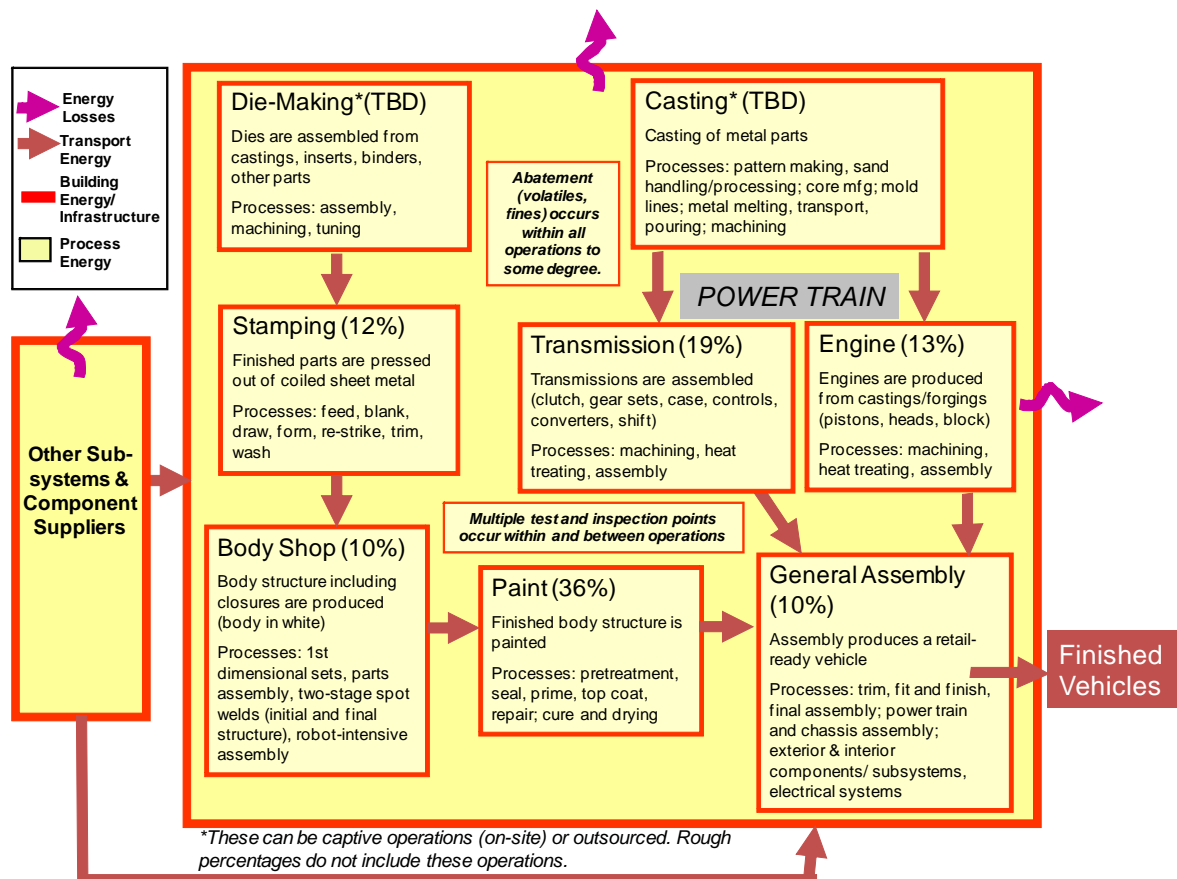 Energy
Losses
Transport
Energy
Building
Energy/
Infrastructure
Process
Energy
Other Sub-
systems &
Component
Suppliers
Die-Making*(TBD)
Dies are assembled from
castings, inserts, binders,
other parts
Processes: assembly,
machining, tuning
Abatement
(volatiles,
fines) occurs
within all
operations to
some degree.
Casting* (TBD)
Casting of metal parts
Processes: pattern making, sand
handling/processing; core mfg; mold
lines; metal melting, transport,
pouring; machining
POWER TRAIN
Stamping (12%)
Finished parts are pressed
out of coiled sheet metal
Processes: feed, blank,
draw, form, re-strike, trim,
wash
Transmission (19%)
Transmissions are assembled
(clutch, gear sets, case, controls,
converters, shift)
Processes: machining, heat
treating, assembly
Engine (13%)
Engines are produced
from castings/forgings
(pistons, heads, block)
Processes: machining,
heat treating, assembly
Multiple test and inspection points
occur within and between operations
Body Shop (10%)
Body structure including
closures are produced
(body in white)
Processes: 1st
dimensional sets, parts
assembly, two-stage spot
welds (initial and final
structure), robot-intensive
assembly
Paint (36%)
Finished body structure is
painted
Processes: pretreatment,
seal, prime, top coat,
repair; cure and drying
General Assembly
(10%)
Assembly produces a retail-
ready vehicle
Processes: trim, fit and finish,
final assembly; power train
and chassis assembly;
exterior & interior
components/ subsystems,
electrical systems
Finished
Vehicles
*These can be captive operations (on-site) or outsourced. Rough
percentages do not include these operations.